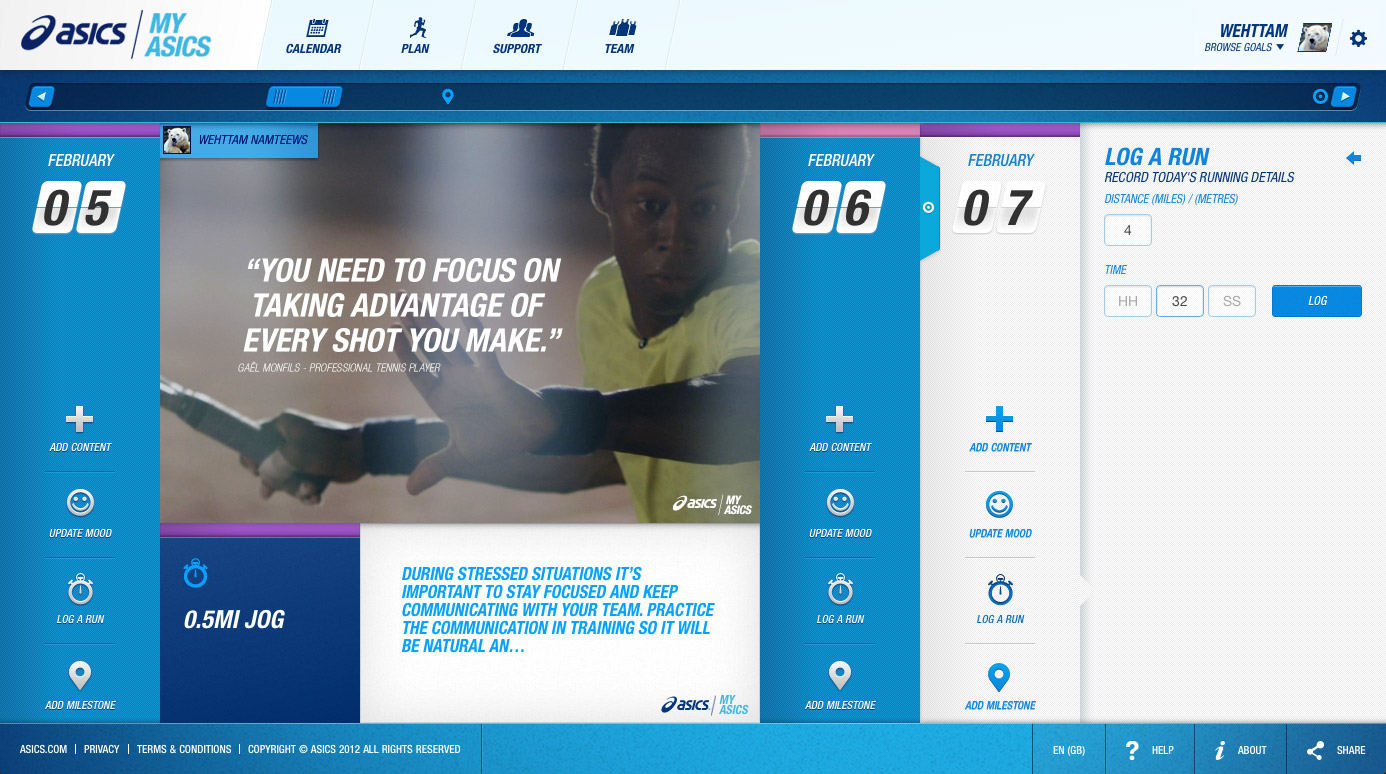 asics MY
ASICS
CALENDAR
PLAN
SUPPORT
TEAM
WEHTTAM
BROWSE GOALS
FEBRUARY
05
ADD CONTENT
UPDATE MOOD
LOG A RUN
ADD MILESTONE
WEHTTAM NAMTEEWS
“YOU NEED TO FOCUS ON
TAKING ADVANTAGE OF
EVERY SHOT YOU MAKE.”
GAËL MONFILS - PROFESSIONAL TENNIS PLAYER
asics MY
ASICS
0.5MI JOG
DURING STRESSED SITUATIONS IT’S
IMPORTANT TO STAY FOCUSED AND KEEP
COMMUNICATING WITH YOUR TEAM. PRACTICE
THE COMMUNICATION IN TRAINING SO IT WILL
BE NATURAL AN...
asics MY
ASICS
FEBRUARY
06
ADD CONTENT
UPDATE MOOD
LOG A RUN
ADD MILESTONE
FEBRUARY
07
ADD CONTENT
UPDATE MOOD
LOG A RUN
ADD MILESTONE
LOG A RUN
RECORD TODAY'S RUNNING DETAILS
DISTANCE (MILES) / (METRES)
4
TIME
HH 32 SS LOG
ASICS.COM | PRIVACY | TERMS & CONDITIONS | COPYRIGHT © ASICS 2012 ALL RIGHTS RESERVED
EN (GB)
? HELP
i ABOUT
SHARE